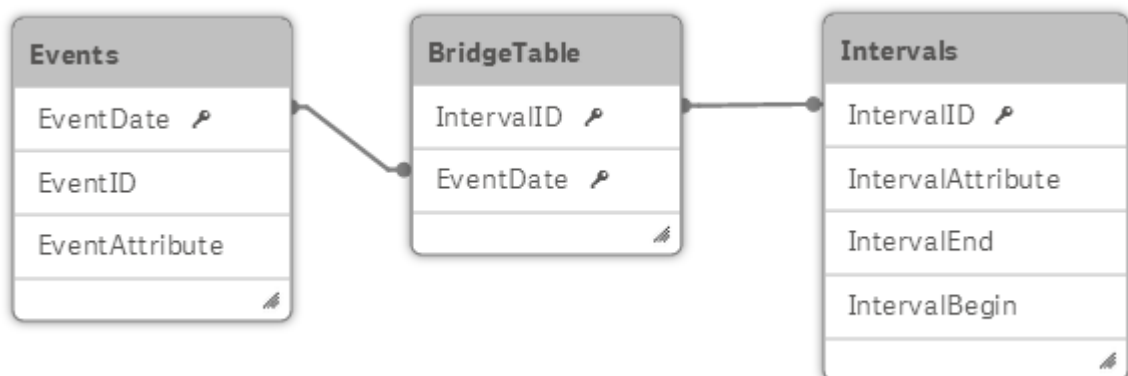 Events
EventDate
EventID
EventAttribute
BridgeTable
IntervalID
EventDate
Intervals
IntervalID
IntervalAttribute
IntervalEnd
IntervalBegin